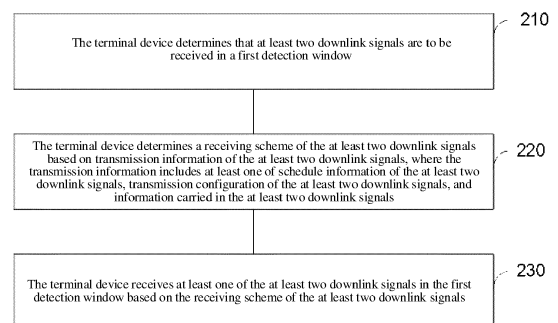 210
The terminal device determines that at least two downlink signals are to be
received in a first detection window
220
The terminal device determines a receiving scheme of the at least two downlink signals
based on transmission information of the at least two downlink signals, where the
transmission information includes at least one of schedule information of the at least two
downlink signals, transmission configuration of the at least two downlink signals, and
information carried in the at least two downlink signals
230
The terminal device receives at least one of the at least two downlink signals in the first
detection window based on the receiving scheme of the at least two downlink signals